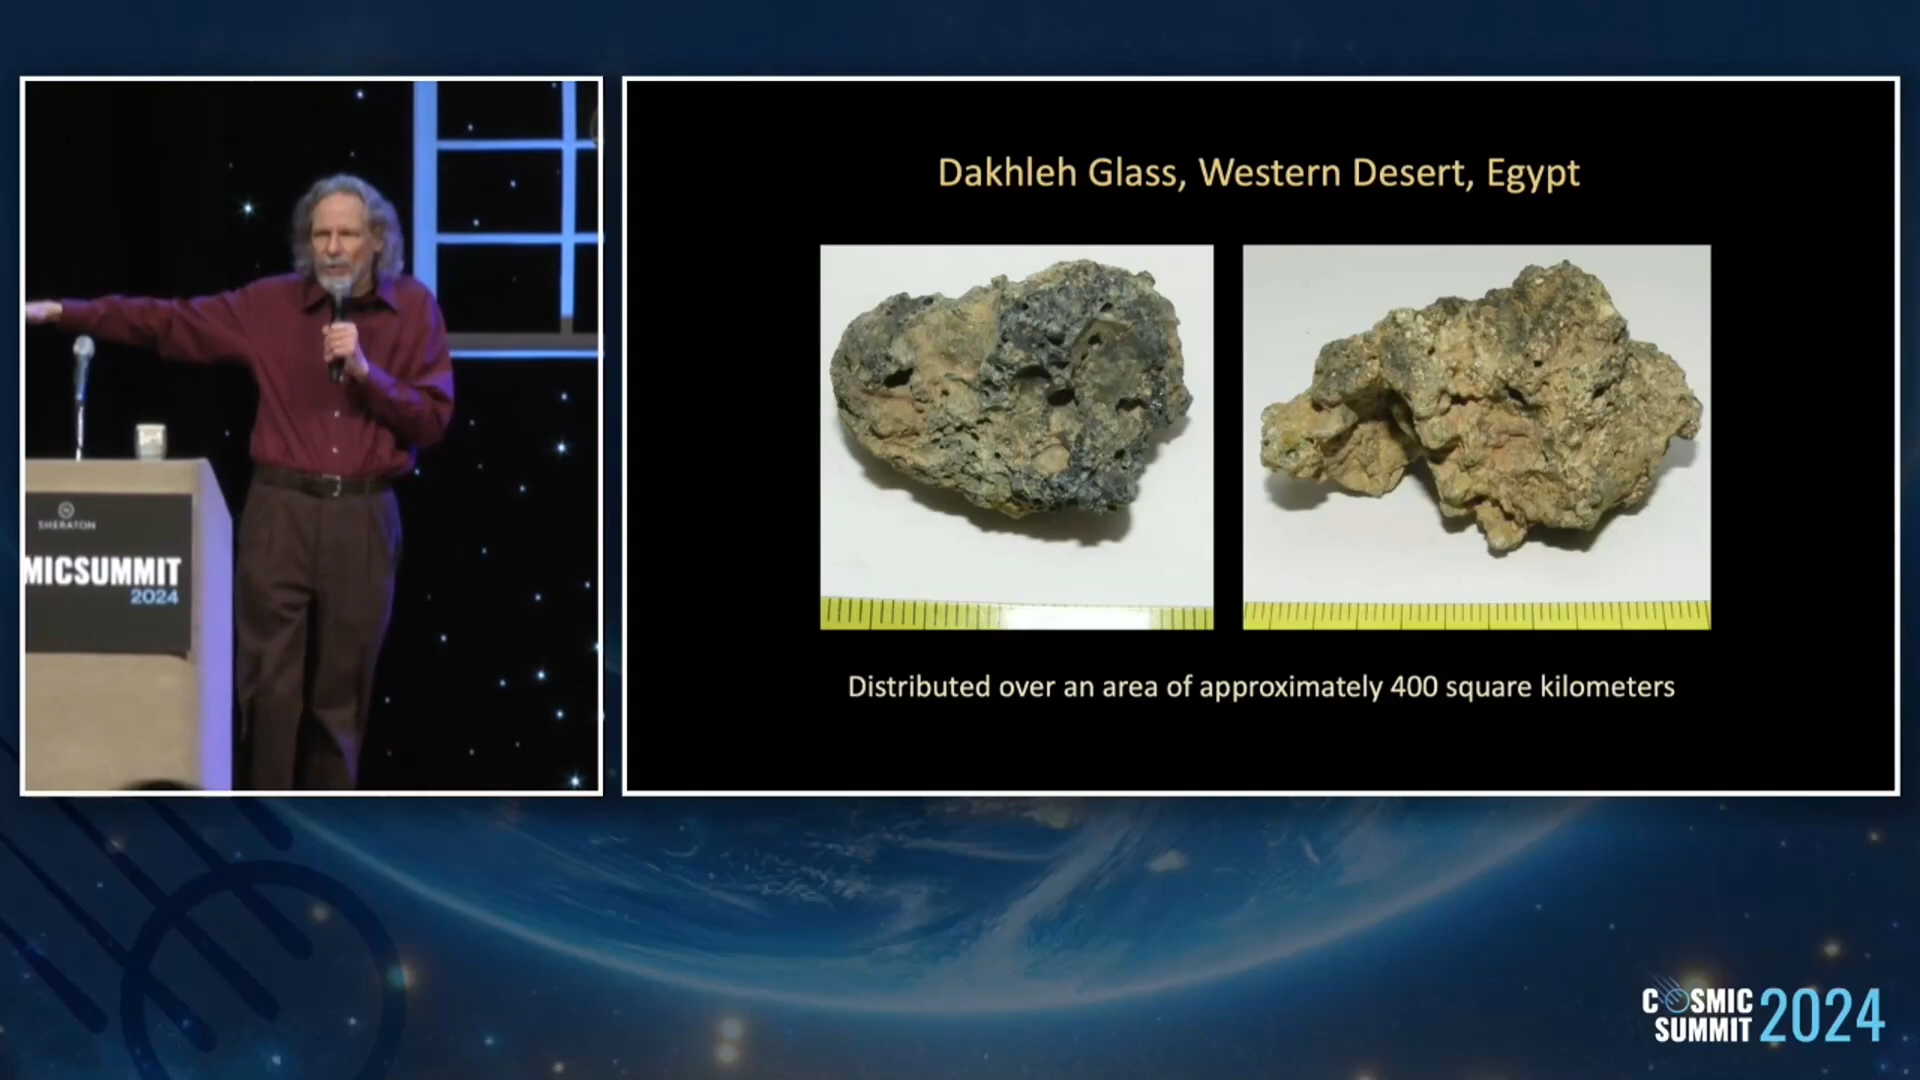 SHERATON
MICSUMMIT
2024
Dakhleh Glass, Western Desert, Egypt
Distributed over an area of approximately 400 square kilometers
COSMIC
SUMMIT 2024